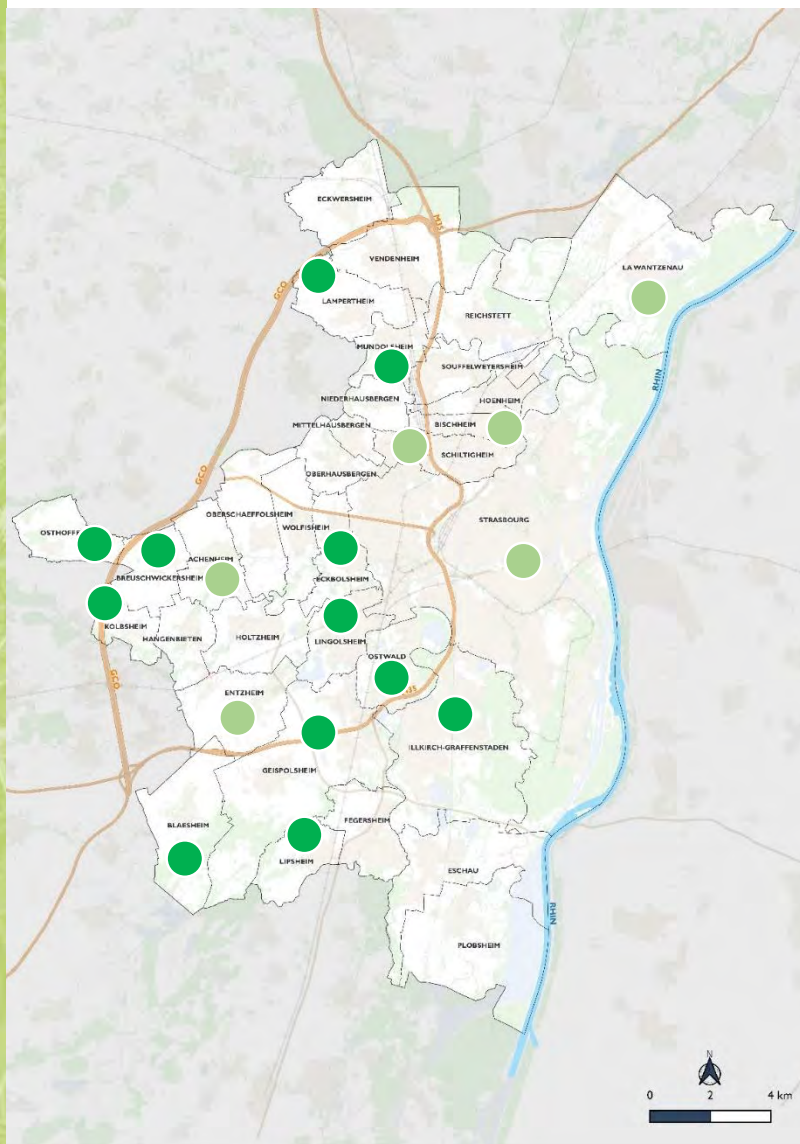 ECKWERSHEIM
M35
VENDENHEIM
LA WANTZENAU
GCO
LAMPERTHEIM
REICHSTETT
MUNDOLSHEIM
SOUFFELWEYERSHEIM
RHIN
NIEDERHAUSBERGEN
HOENHEIM
MITTELHAUSBERGEN
BISCHHEIM
SCHILTIGHEIM
OBERHAUSBERGEN
GCO
OBERSCHAEFFOLSHEIM
STRASBOURG
WOLFISHEIM
OSTHOFF
ACHENHEIM
BREUSCHWICKERSHEIM
ECKBOLSHEIM
KOLBSHEIM
HANGENBIETEN
HOLTZHEIM
LINGOLSHEIM
OSTWALD
GCO
ENTZHEIM
ILLKIRCH-GRAFFENSTADEN
GEISPOLSHEIM
BLAESHEIM
FEGERSHEIM
LIPSHEIM
ESCHAU
RHIN
PLOBSHEIM
N
0 2 4 km